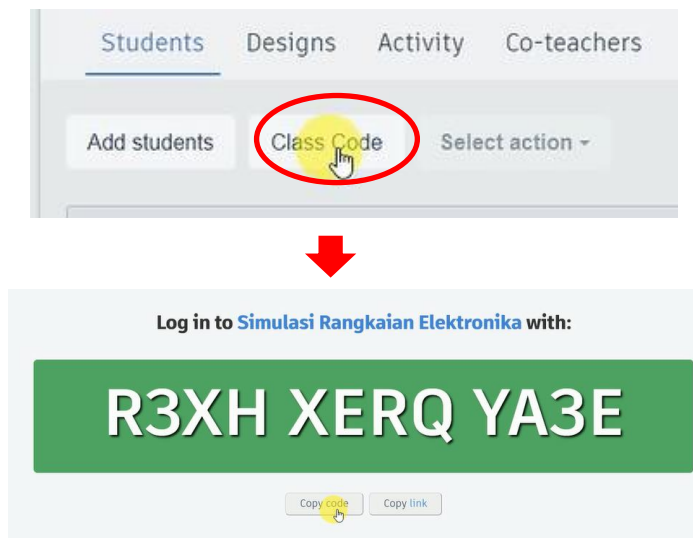 Students Designs Activity Co-teachers
Add students Class Code Select action
Log in to Simulasi Rangkaian Elektronika with:
R3XH XERQ YA3E
Copy code Copy link